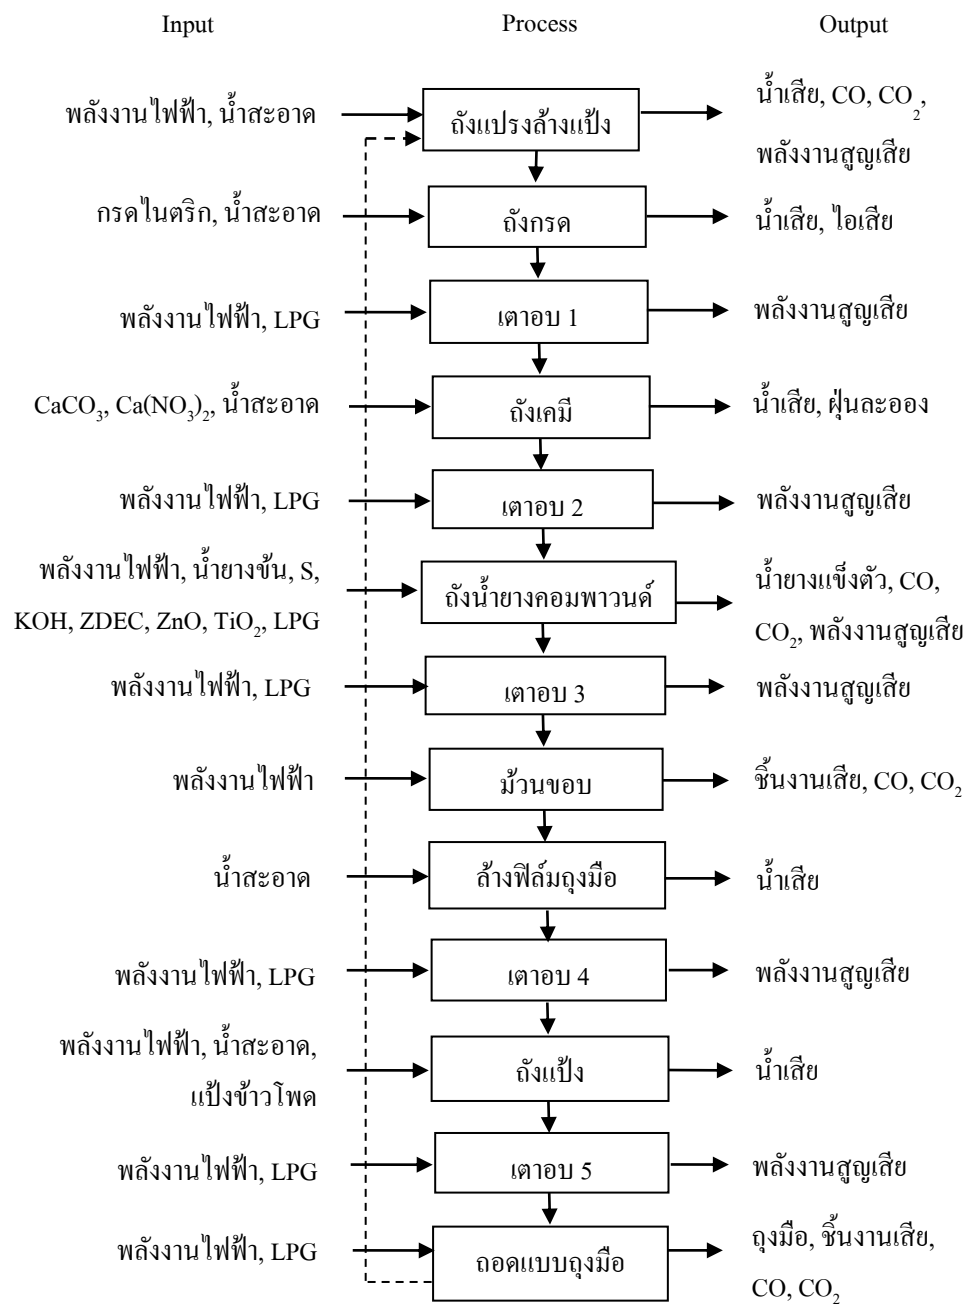 Input Process Output
พลังงานไฟฟ้า, น้ำสะอาด
ถังแปรงล้างแป้ง
น้ำเสีย, CO, CO₂,
พลังงานสูญเสีย
กรดไนตริก, น้ำสะอาด
ถังกรด
น้ำเสีย, ไอเสีย
พลังงานไฟฟ้า, LPG
เตาอบ 1
พลังงานสูญเสีย
CaCO₃, Ca(NO₃)₂, น้ำสะอาด
ถังเคมี
น้ำเสีย, ฝุ่นละออง
พลังงานไฟฟ้า, LPG
เตาอบ 2
พลังงานสูญเสีย
พลังงานไฟฟ้า, น้ำยางข้น, S,
KOH, ZDEC, ZnO, TiO₂, LPG
ถังน้ำยางคอมพาวนด์
น้ำยางแข็งตัว, CO,
CO₂, พลังงานสูญเสีย
พลังงานไฟฟ้า, LPG
เตาอบ 3
พลังงานสูญเสีย
พลังงานไฟฟ้า
ม้วนขอบ
ชิ้นงานเสีย, CO, CO₂
น้ำสะอาด
ล้างฟิล์มถุงมือ
น้ำเสีย
พลังงานไฟฟ้า, LPG
เตาอบ 4
พลังงานสูญเสีย
พลังงานไฟฟ้า, น้ำสะอาด,
แป้งข้าวโพด
ถังแป้ง
น้ำเสีย
พลังงานไฟฟ้า, LPG
เตาอบ 5
พลังงานสูญเสีย
พลังงานไฟฟ้า, LPG
ถอดแบบถุงมือ
ถุงมือ, ชิ้นงานเสีย,
CO, CO₂